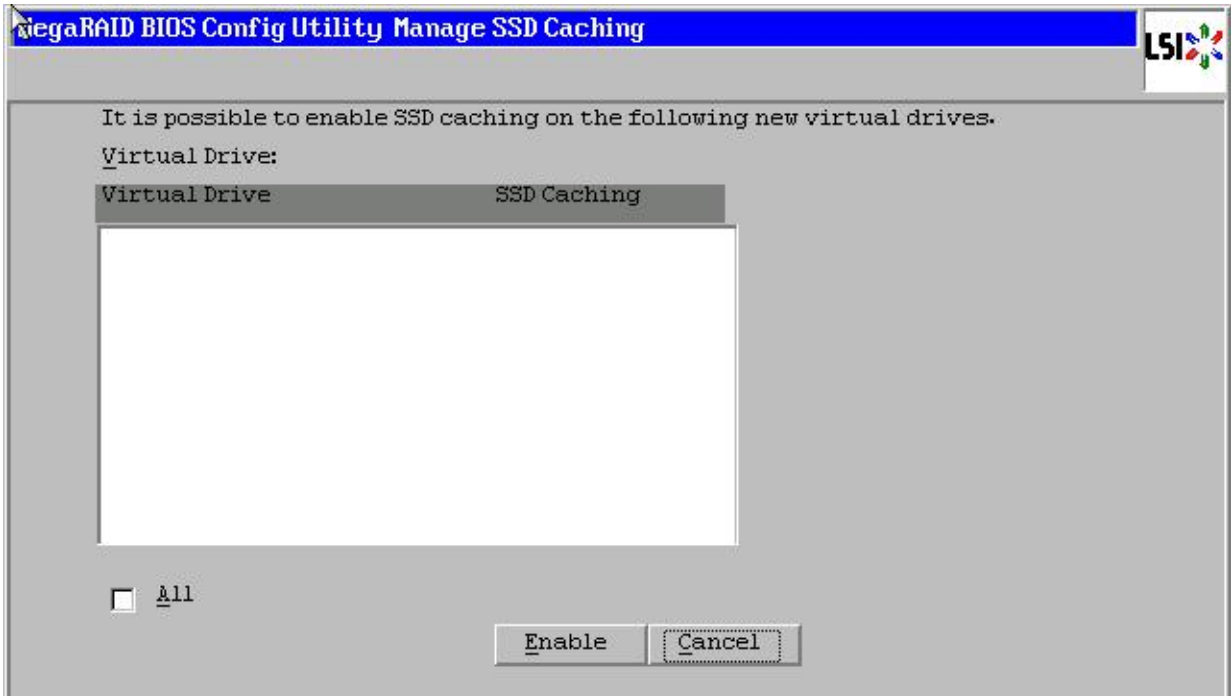 MegaRAID BIOS Config Utility Manage SSD Caching
LSI
It is possible to enable SSD caching on the following new virtual drives.
Virtual Drive:
Virtual Drive SSD Caching
All
Enable Cancel